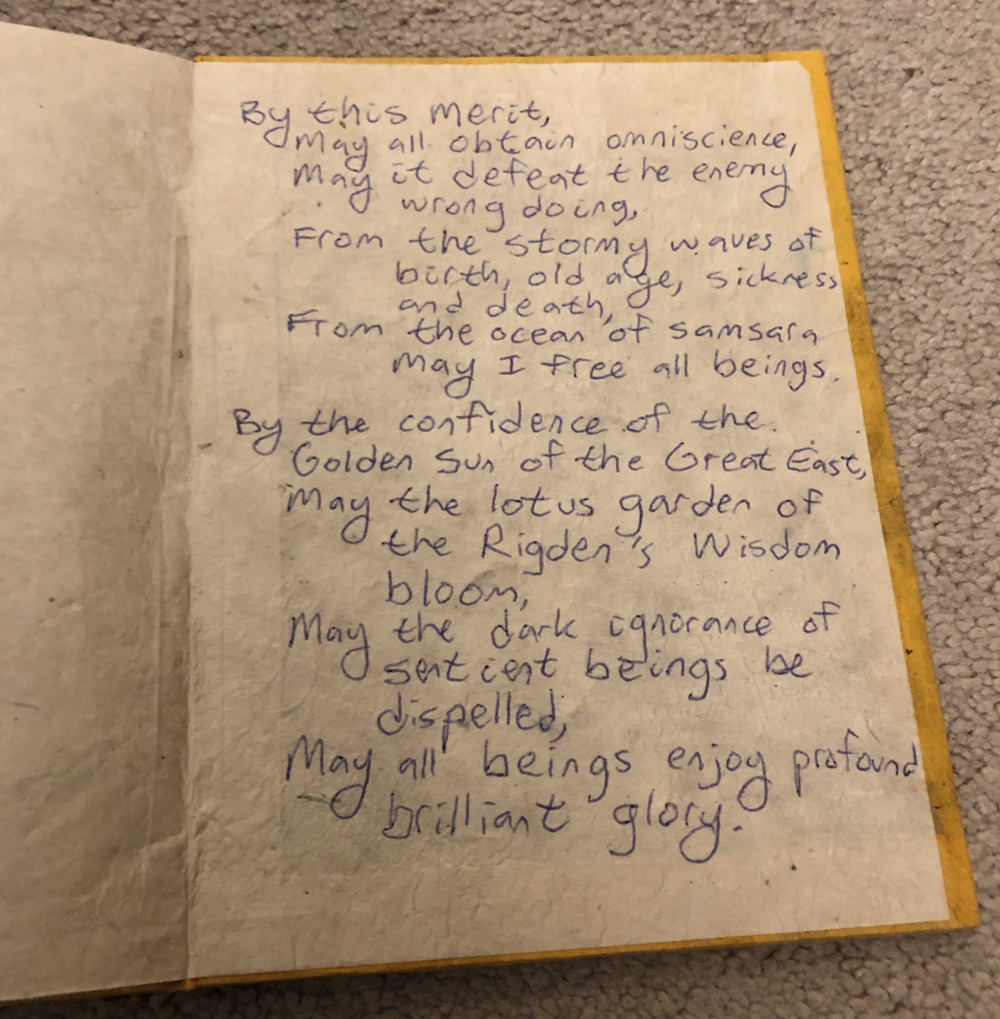 By this merit,
May all obtain omniscience,
May it defeat the enemy
wrong doing,
From the stormy waves of
birth, old age, sickness
and death,
From the ocean of samsara
May I free all beings.
By the confidence of the
Golden Sun of the Great East,
May the lotus garden of
the Rigden's Wisdom
bloom,
May the dark ignorance of
sentient beings be
dispelled,
May all beings enjoy profound
brilliant glory.